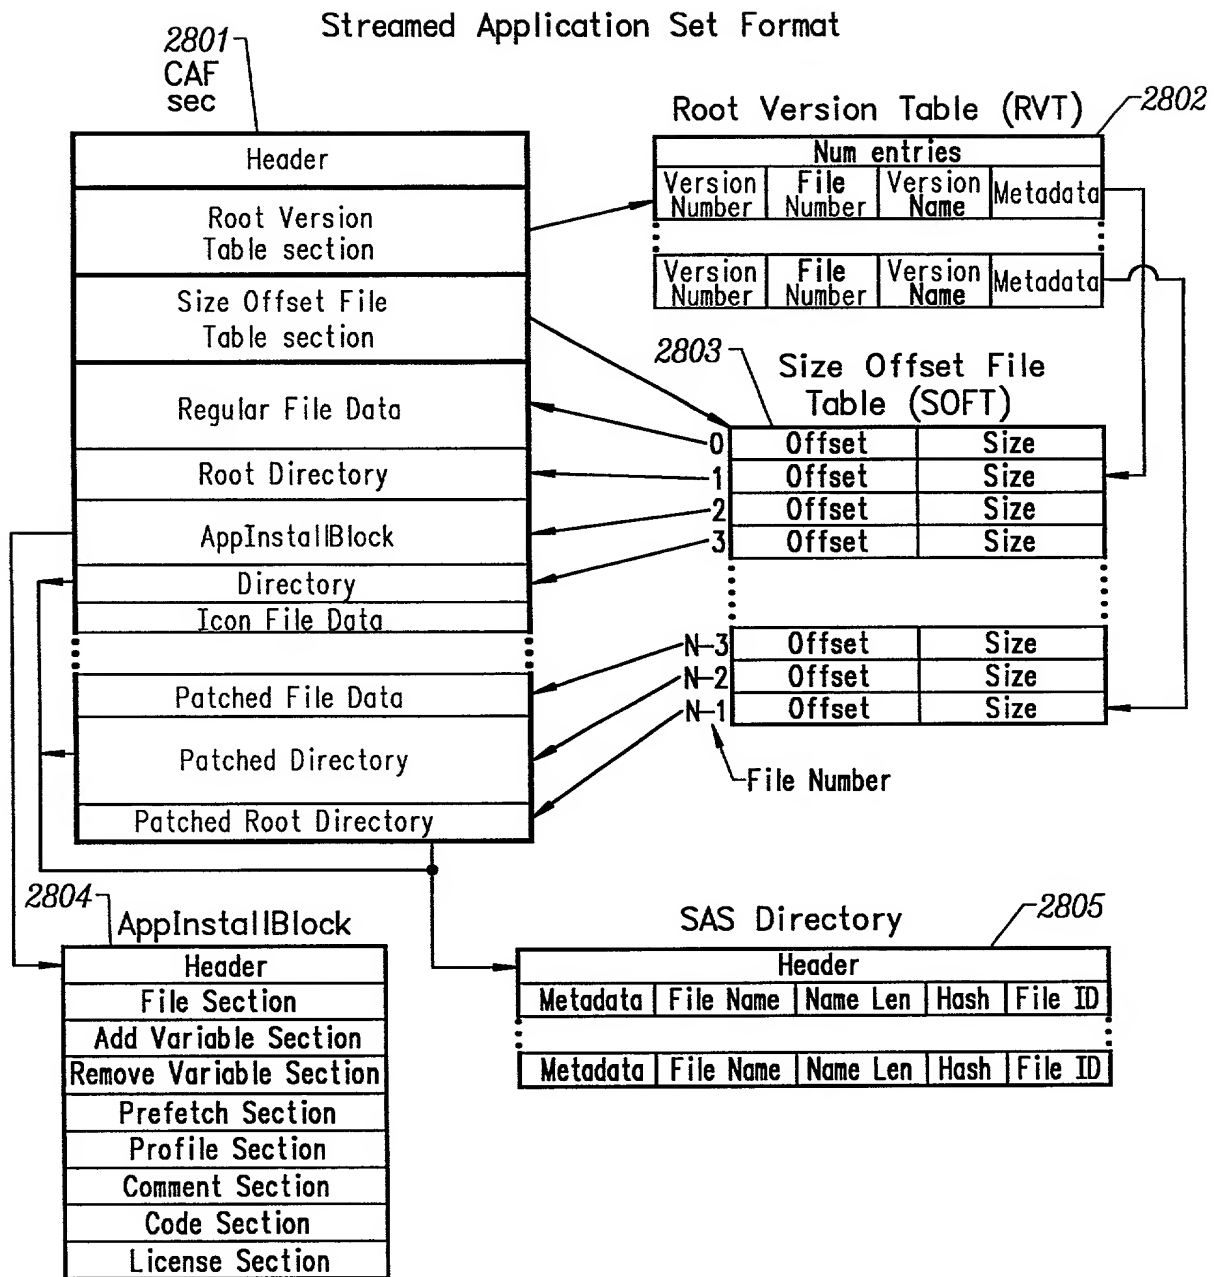 Streamed Application Set Format
2801
CAF
sec
Header
Root Version
Table section
Size Offset File
Table section
Regular File Data
Root Directory
AppInstallBlock
Directory
Icon File Data
Patched File Data
Patched Directory
Patched Root Directory
Root Version Table (RVT)
2802
Num entries
Version Number File Number Version Name Metadata
Version Number File Number Version Name Metadata
2803
Size Offset File
Table (SOFT)
0 Offset Size
1 Offset Size
2 Offset Size
3 Offset Size
N-3 Offset Size
N-2 Offset Size
N-1 Offset Size
File Number
2804
AppInstallBlock
Header
File Section
Add Variable Section
Remove Variable Section
Prefetch Section
Profile Section
Comment Section
Code Section
License Section
SAS Directory
2805
Header
Metadata File Name Name Len Hash File ID
Metadata File Name Name Len Hash File ID